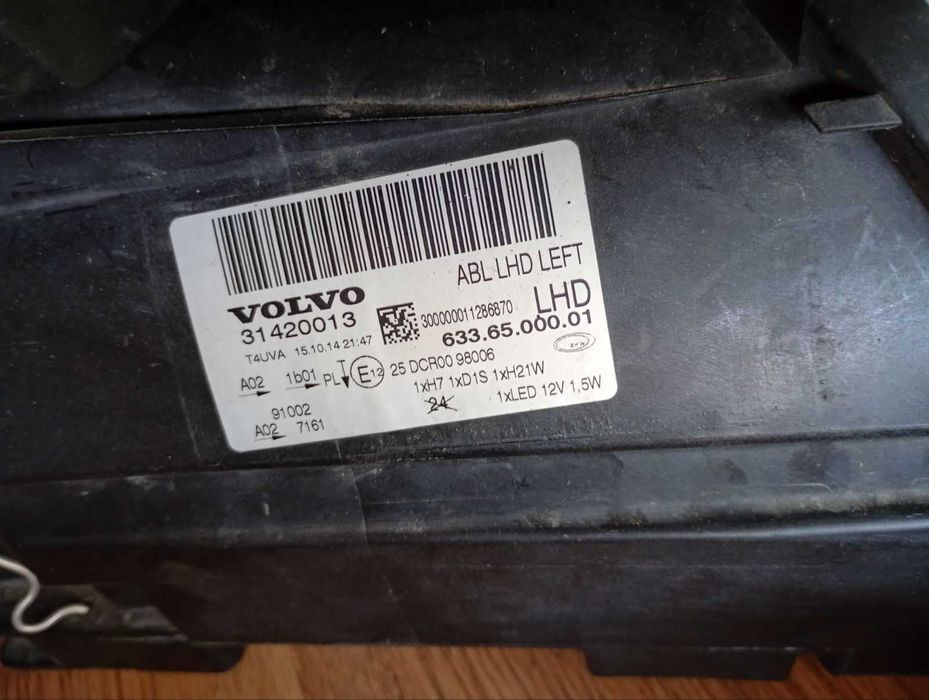 ABL LHD LEFT
VOLVO
31420013
300000011286870
LHD
633.65.000.01
T4UVA 15.10.14 21:47
A02 1b01 PL E12 25 DCR00 98006
1xH7 1xD1S 1xH21W
24
1xLED 12V 1,5W
91002
A02 7161